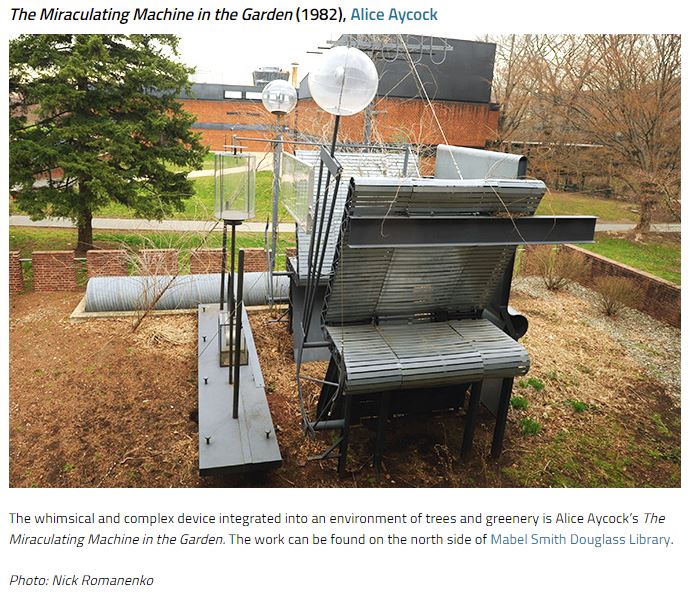 The Miraculating Machine in the Garden (1982), Alice Aycock
The whimsical and complex device integrated into an environment of trees and greenery is Alice Aycock's The
Miraculating Machine in the Garden. The work can be found on the north side of Mabel Smith Douglass Library.
Photo: Nick Romanenko